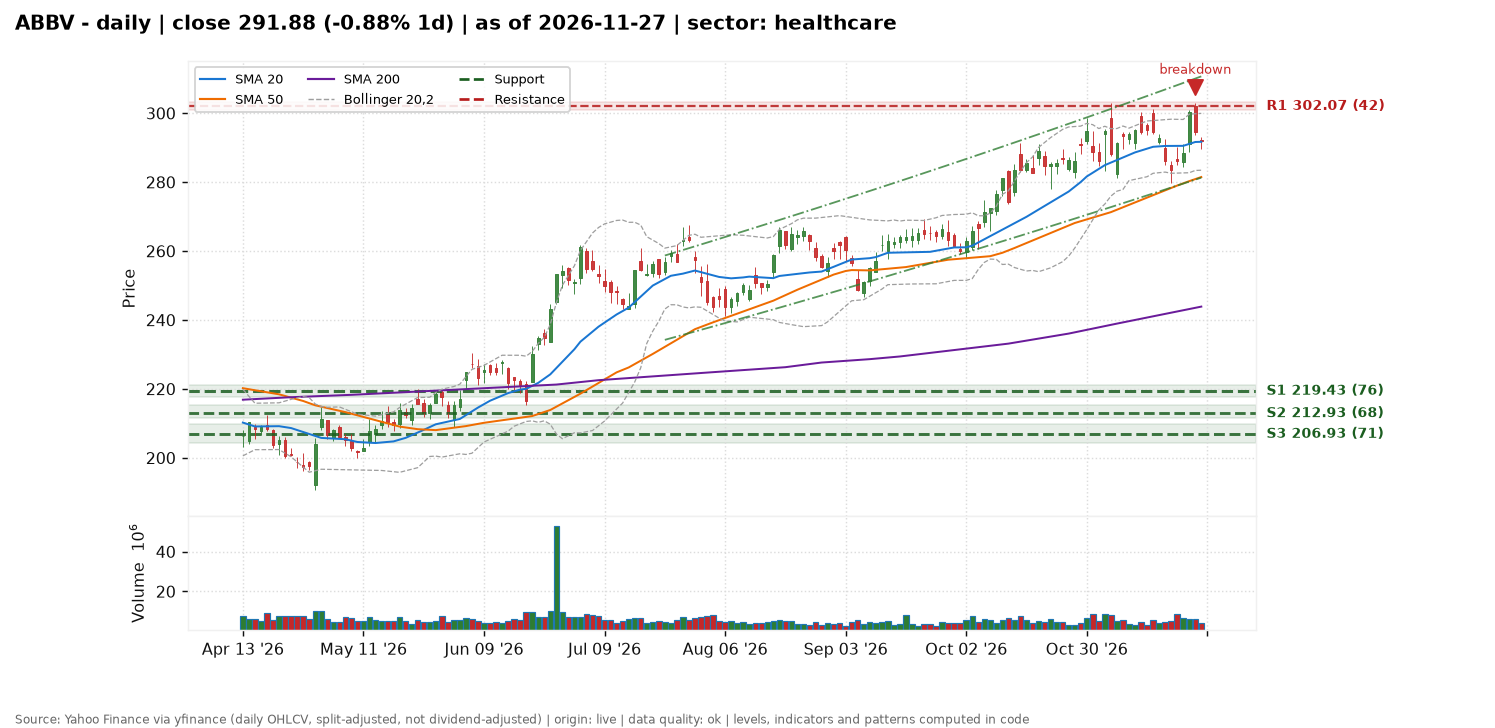 ABBV - daily | close 291.88 (-0.88% 1d) | as of 2026-11-27 | sector: healthcare
SMA 20
SMA 50
SMA 200
Bollinger 20,2
Support
Resistance
breakdown
R1 302.07 (42)
S1 219.43 (76)
S2 212.93 (68)
S3 206.93 (71)
Price
300
280
260
240
220
200
Volume 10⁶
40
20
Apr 13 '26
May 11 '26
Jun 09 '26
Jul 09 '26
Aug 06 '26
Sep 03 '26
Oct 02 '26
Oct 30 '26
Source: Yahoo Finance via yfinance (daily OHLCV, split-adjusted, not dividend-adjusted) | origin: live | data quality: ok | levels, indicators and patterns computed in code